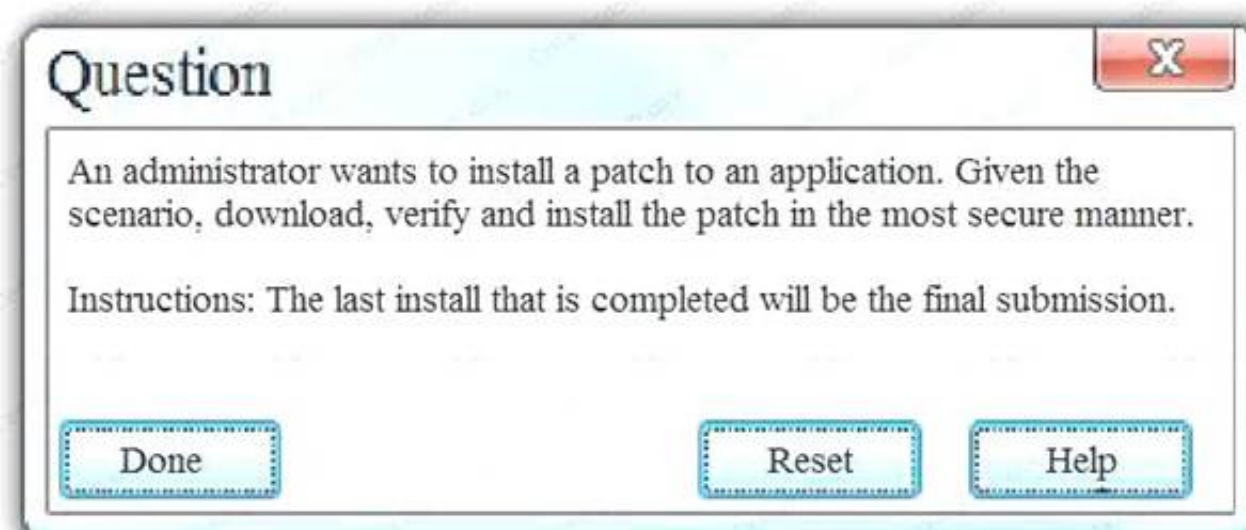 Question
X
An administrator wants to install a patch to an application. Given the
scenario, download, verify and install the patch in the most secure manner.
Instructions: The last install that is completed will be the final submission.
Done
Reset
Help